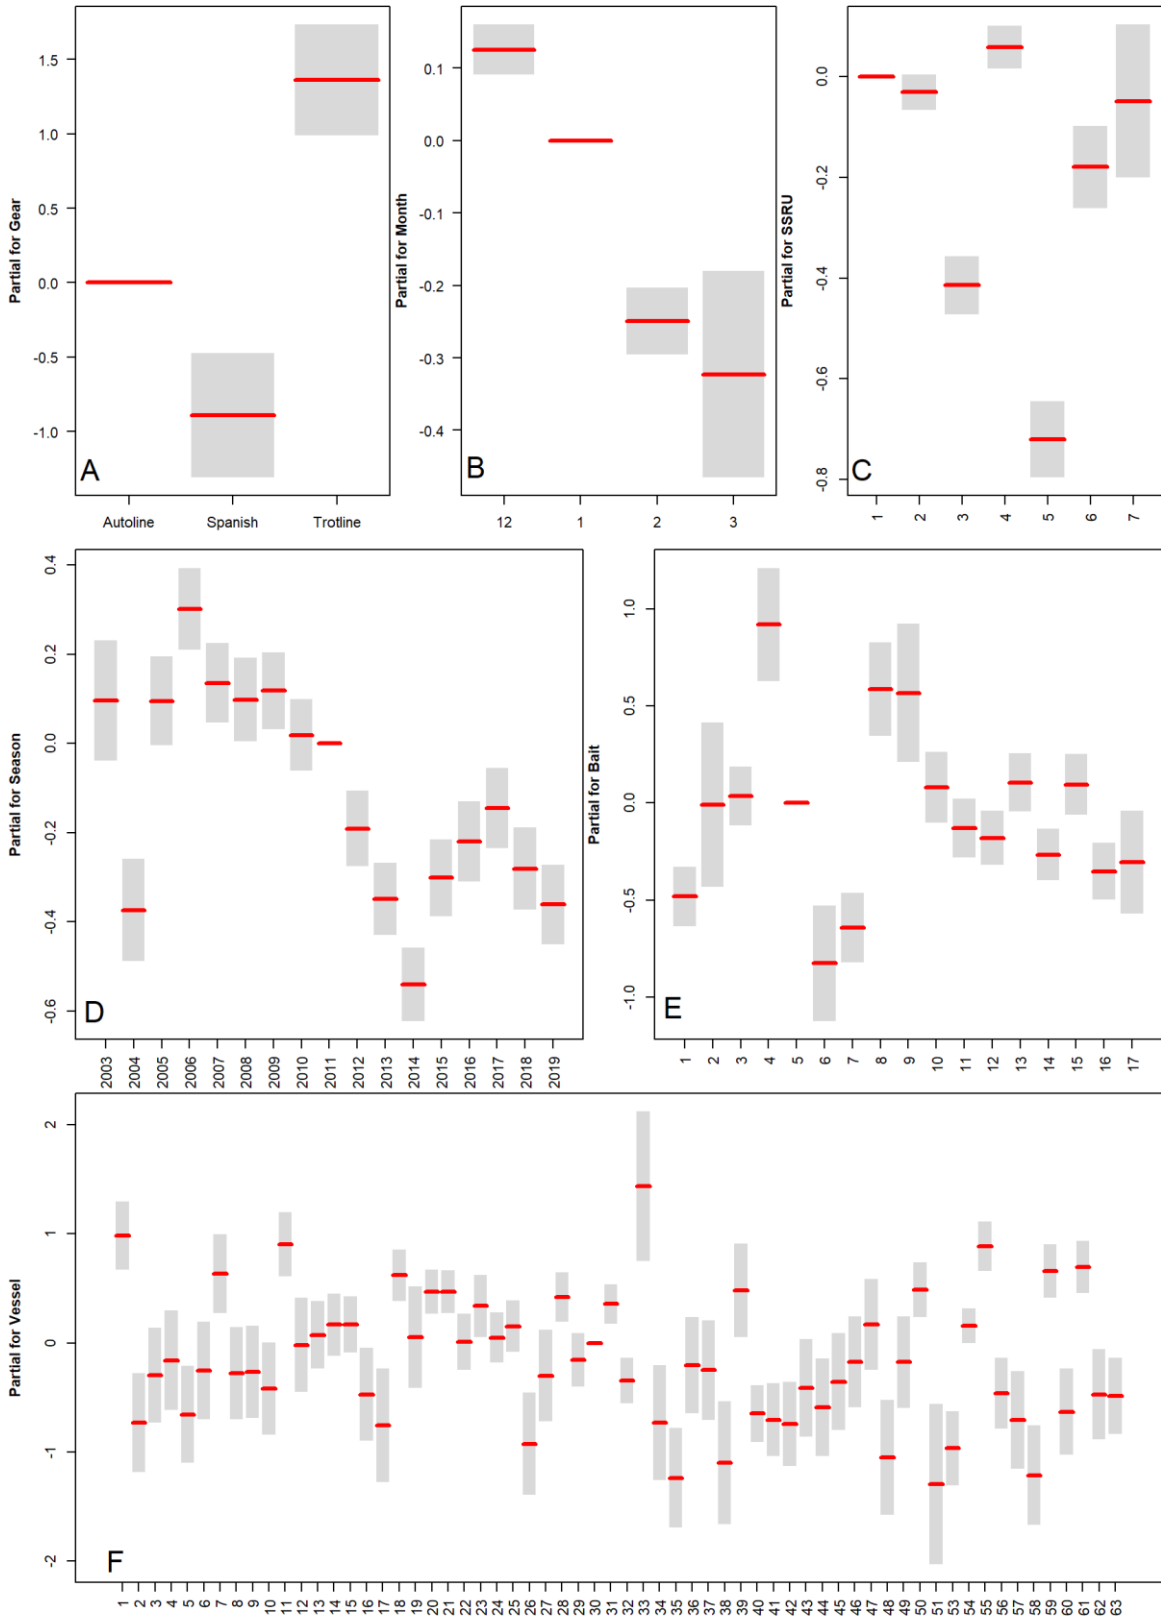 Partial for Gear
1.5
1.0
0.5
0.0
-0.5
-1.0
A
Autoline Spanish Trotline
Partial for Month
0.1
0.0
-0.1
-0.2
-0.3
-0.4
B
12 1 2 3
Partial for SSRU
0.0
-0.2
-0.4
-0.6
-0.8
C
1 2 3 4 5 6 7
Partial for Season
0.4
0.2
0.0
-0.2
-0.4
-0.6
D
2003 2004 2005 2006 2007 2008 2009 2010 2011 2012 2013 2014 2015 2016 2017 2018 2019
Partial for Bait
1.0
0.5
0.0
-0.5
-1.0
E
1 2 3 4 5 6 7 8 9 10 11 12 13 14 15 16 17
Partial for Vessel
2
1
0
-1
-2
F
1 2 3 4 5 6 7 8 9 10 11 12 13 14 15 16 17 18 19 20 21 22 23 24 25 26 27 28 29 30 31 32 33 34 35 36 37 38 39 40 41 42 43 44 45 46 47 48 49 50 51 53 54 55 56 57 58 59 60 61 62 63